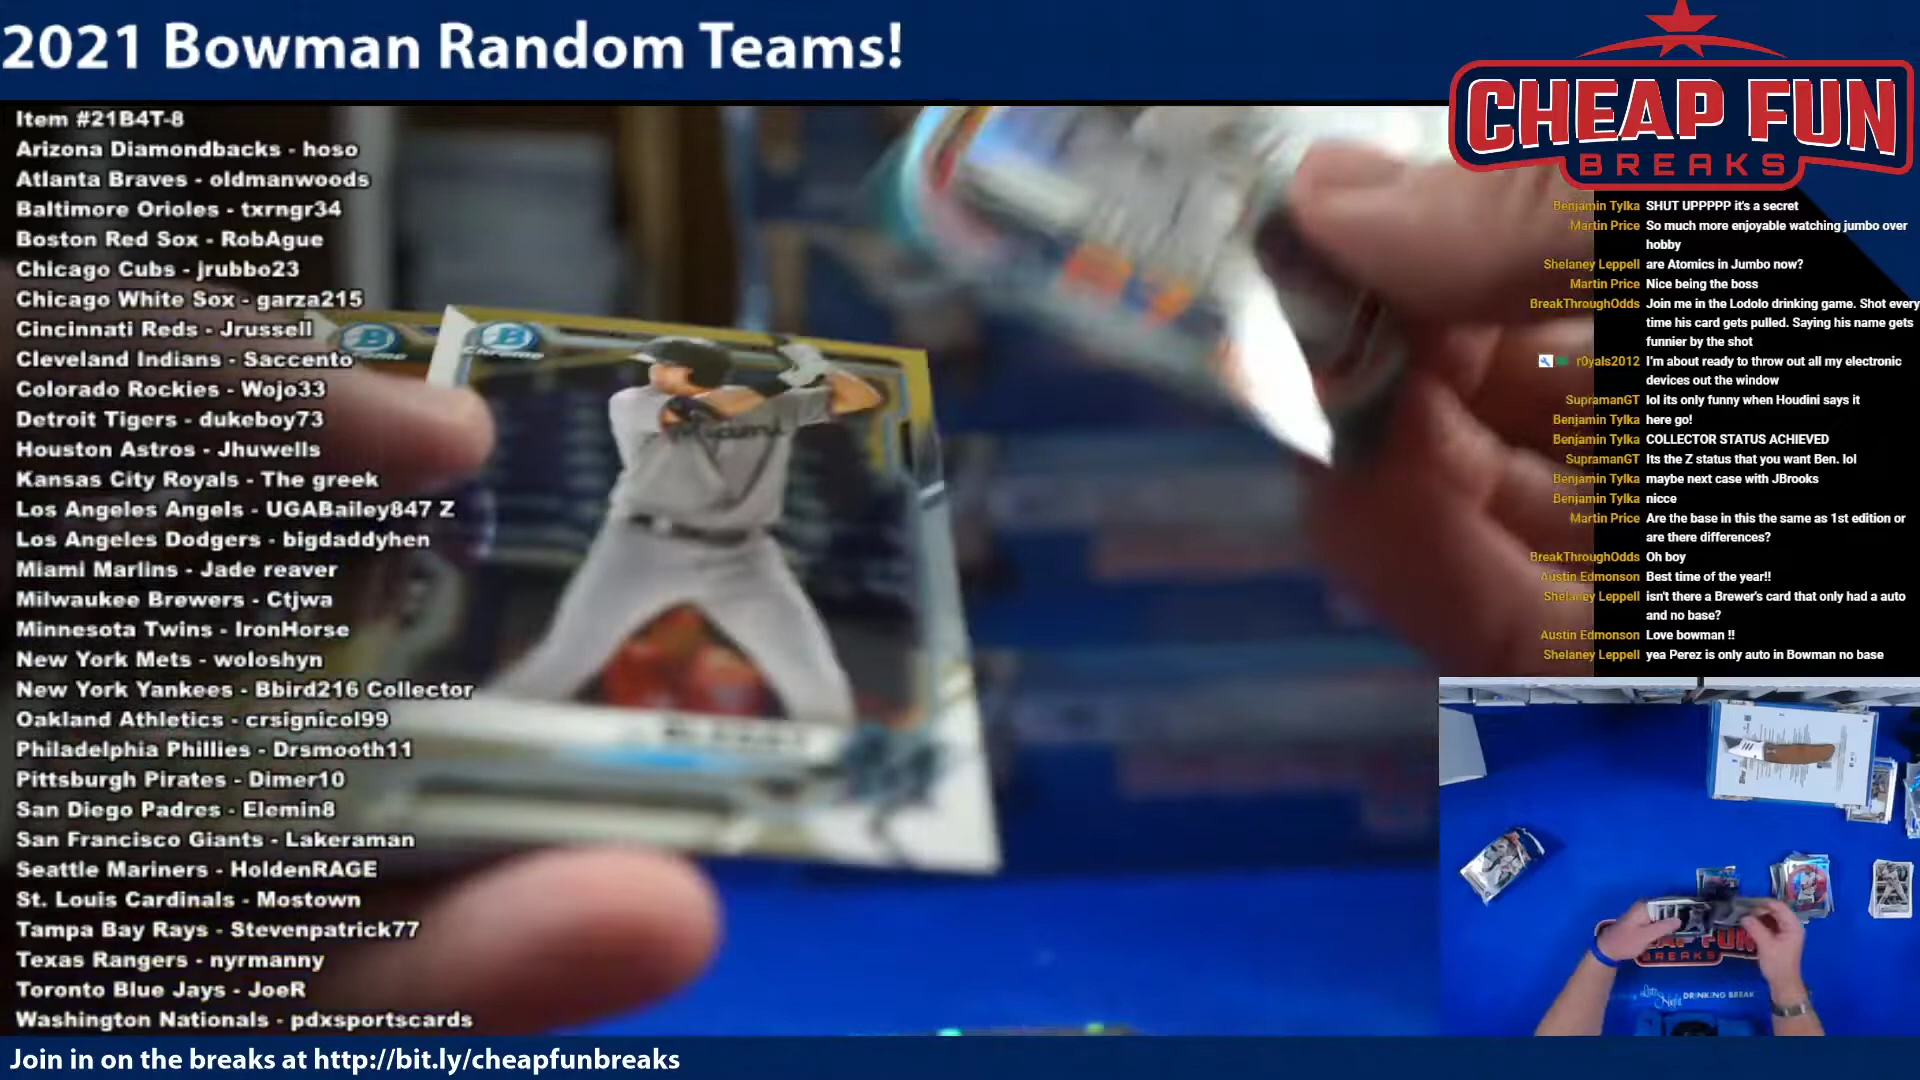 2021 Bowman Random Teams!
CHEAP FUN
BREAKS
Item #21B4T-8
Arizona Diamondbacks - hoso
Atlanta Braves - oldmanwoods
Baltimore Orioles - txrngr34
Boston Red Sox - RobAgue
Chicago Cubs - jrubbo23
Chicago White Sox - garza215
Cincinnati Reds - Jrussell
Cleveland Indians - Saccento
Colorado Rockies - Wojo33
Detroit Tigers - dukeboy73
Houston Astros - Jhuwells
Kansas City Royals - The greek
Los Angeles Angels - UGABailey847 Z
Los Angeles Dodgers - bigdaddyhen
Miami Marlins - Jade reaver
Milwaukee Brewers - Ctjwa
Minnesota Twins - IronHorse
New York Mets - woloshyn
New York Yankees - Bbird216 Collector
Oakland Athletics - crsignicol99
Philadelphia Phillies - Drsmooth11
Pittsburgh Pirates - Dimer10
San Diego Padres - Elemin8
San Francisco Giants - Lakeraman
Seattle Mariners - HoldenRAGE
St. Louis Cardinals - Mostown
Tampa Bay Rays - Stevenpatrick77
Texas Rangers - nyrmanny
Toronto Blue Jays - JoeR
Washington Nationals - pdxsportscards
B
Chrome
Miami
Benjamin Tylka SHUT UPPPPP it's a secret
Martin Price So much more enjoyable watching jumbo over
hobby
Shelaney Leppell are Atomics in Jumbo now?
Martin Price Nice being the boss
BreakThroughOdds Join me in the Lodolo drinking game. Shot every
time his card gets pulled. Saying his name gets
funnier by the shot
r0yals2012 I'm about ready to throw out all my electronic
devices out the window
SupramanGT lol its only funny when Houdini says it
Benjamin Tylka here go!
Benjamin Tylka COLLECTOR STATUS ACHIEVED
SupramanGT Its the Z status that you want Ben. lol
Benjamin Tylka maybe next case with JBrooks
Benjamin Tylka nicce
Martin Price Are the base in this the same as 1st edition or
are there differences?
BreakThroughOdds Oh boy
Austin Edmonson Best time of the year!!
Shelaney Leppell isn't there a Brewer's card that only had a auto
and no base?
Austin Edmonson Love bowman !!
Shelaney Leppell yea Perez is only auto in Bowman no base
BREAKS
Late Night DRINKING BREAK
Join in on the breaks at http://bit.ly/cheapfunbreaks